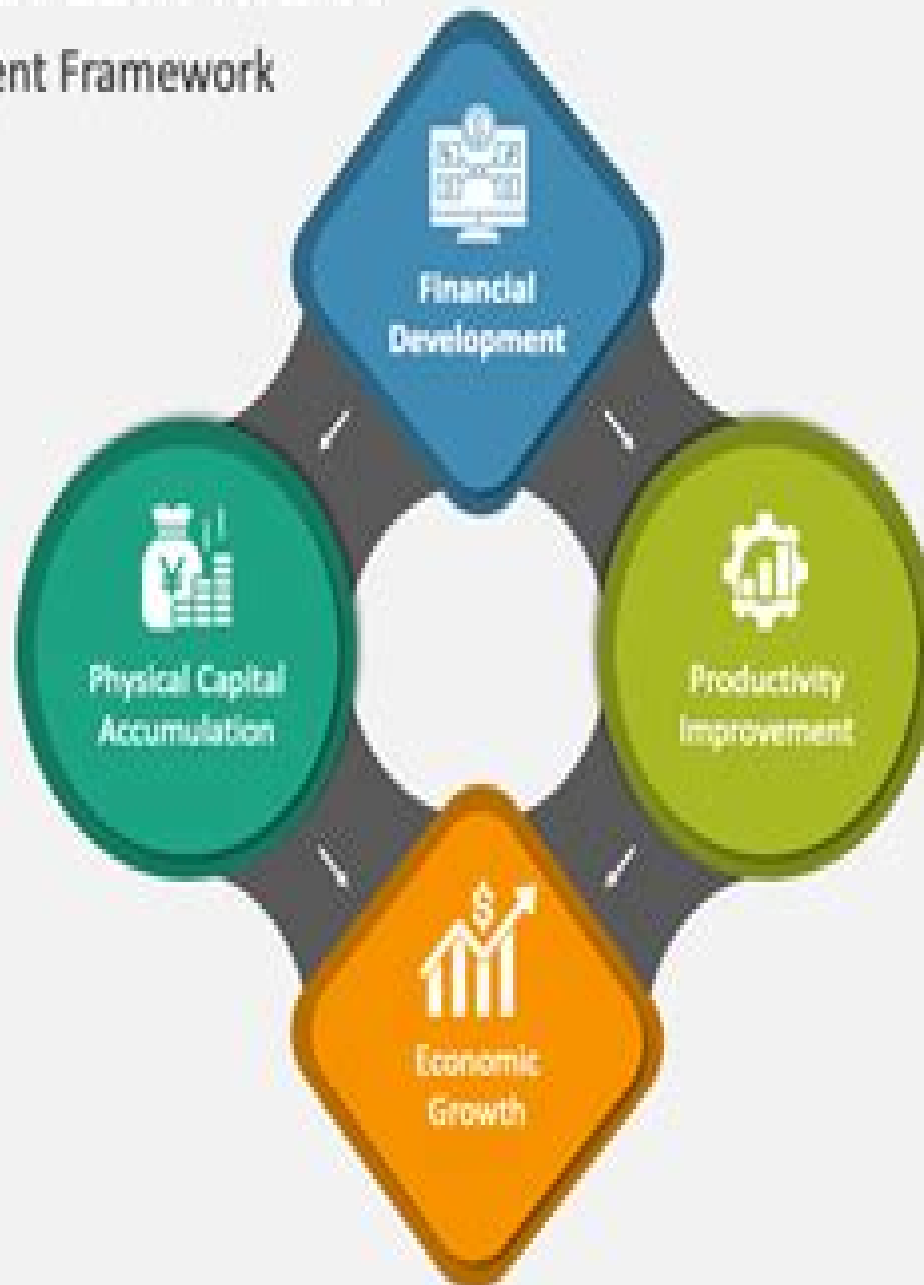 ent Framework
Financial
Development
Physical Capital
Accumulation
Productivity
Improvement
$
Economic
Growth